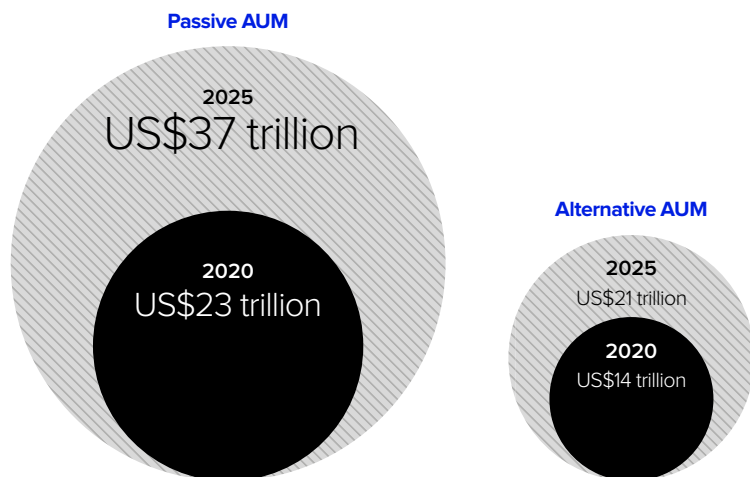 Passive AUM
2025
US$37 trillion
2020
US$23 trillion
Alternative AUM
2025
US$21 trillion
2020
US$14 trillion